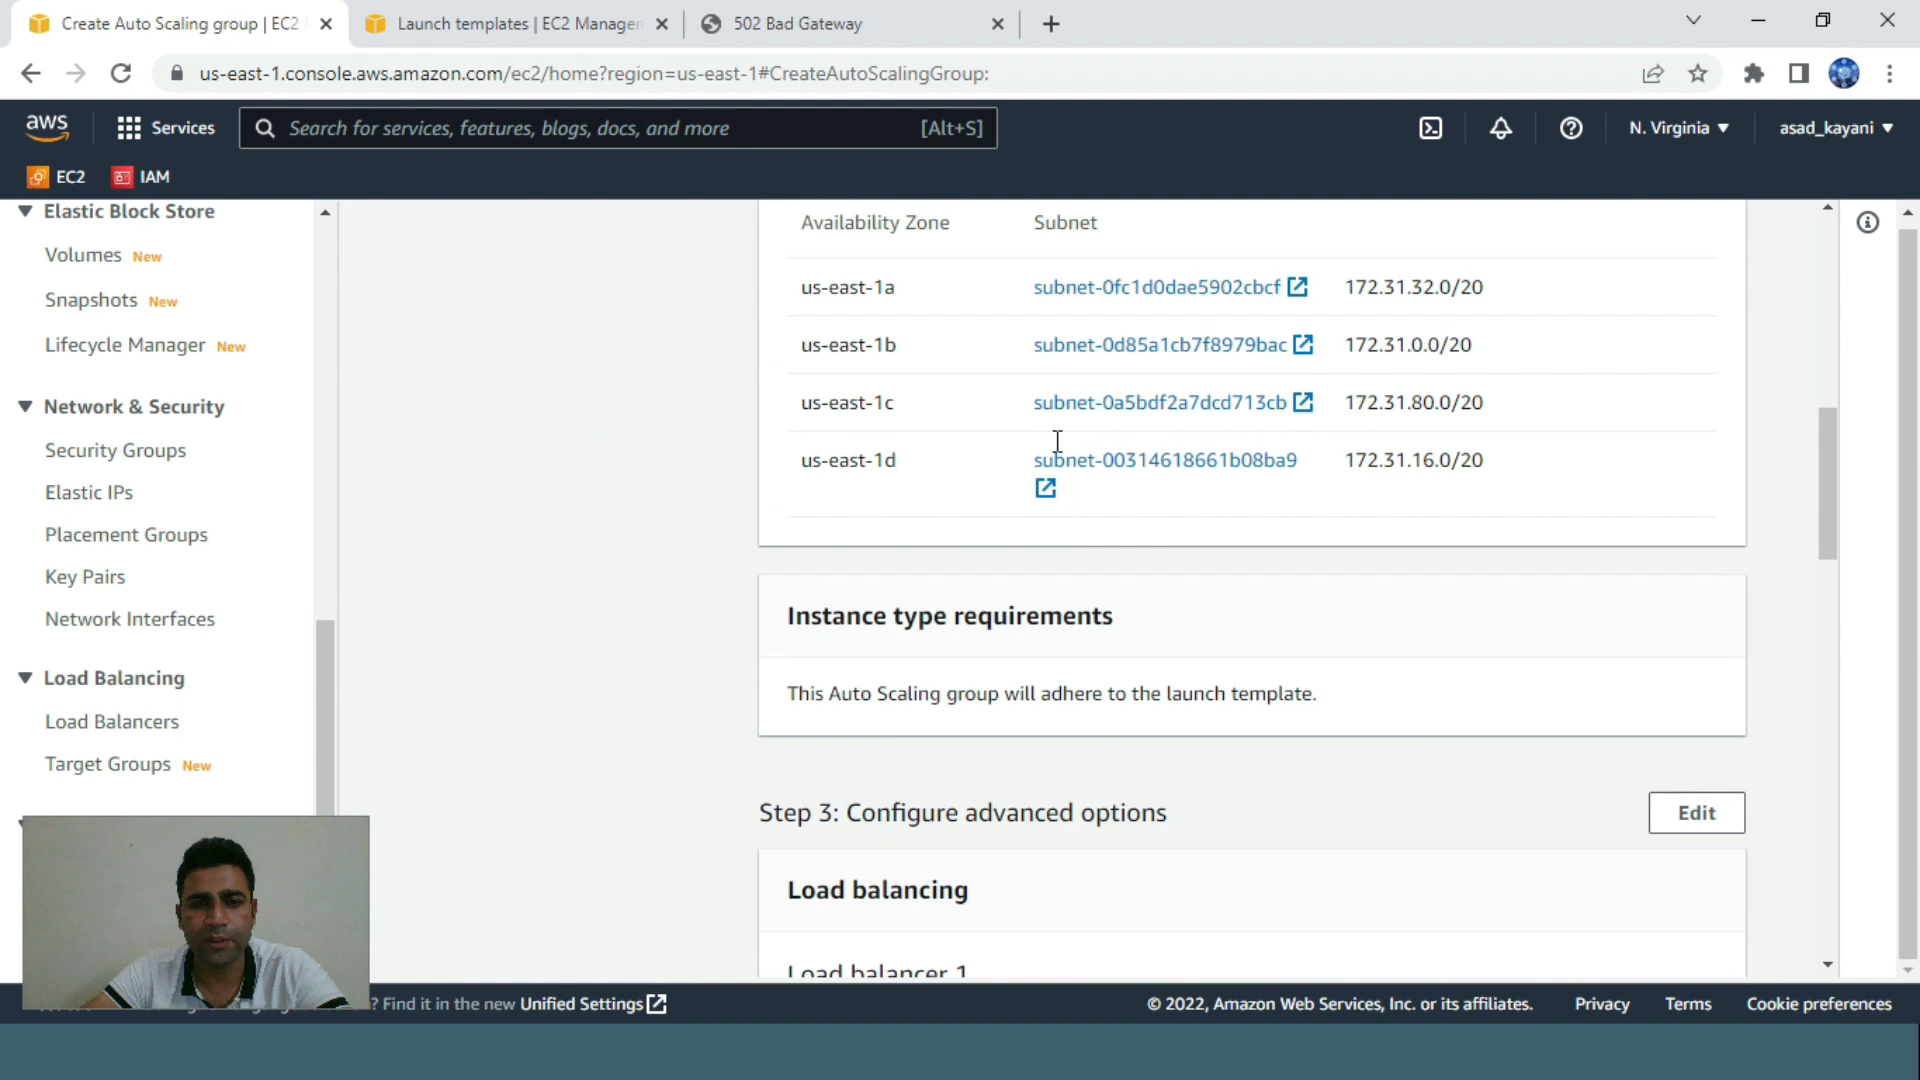 Create Auto Scaling group | EC2
Launch templates | EC2 Managem
502 Bad Gateway
us-east-1.console.aws.amazon.com/ec2/home?region=us-east-1#CreateAutoScalingGroup:
aws
Services
Search for services, features, blogs, docs, and more
[Alt+S]
N. Virginia
asad_kayani
EC2
IAM
Elastic Block Store
Volumes New
Snapshots New
Lifecycle Manager New
Network & Security
Security Groups
Elastic IPs
Placement Groups
Key Pairs
Network Interfaces
Load Balancing
Load Balancers
Target Groups New
Availability Zone Subnet
us-east-1a subnet-0fc1d0dae5902cbcf 172.31.32.0/20
us-east-1b subnet-0d85a1cb7f8979bac 172.31.0.0/20
us-east-1c subnet-0a5bdf2a7dcd713cb 172.31.80.0/20
us-east-1d subnet-00314618661b08ba9 172.31.16.0/20
Instance type requirements
This Auto Scaling group will adhere to the launch template.
Step 3: Configure advanced options
Edit
Load balancing
Load balancer 1
? Find it in the new Unified Settings
© 2022, Amazon Web Services, Inc. or its affiliates.
Privacy
Terms
Cookie preferences